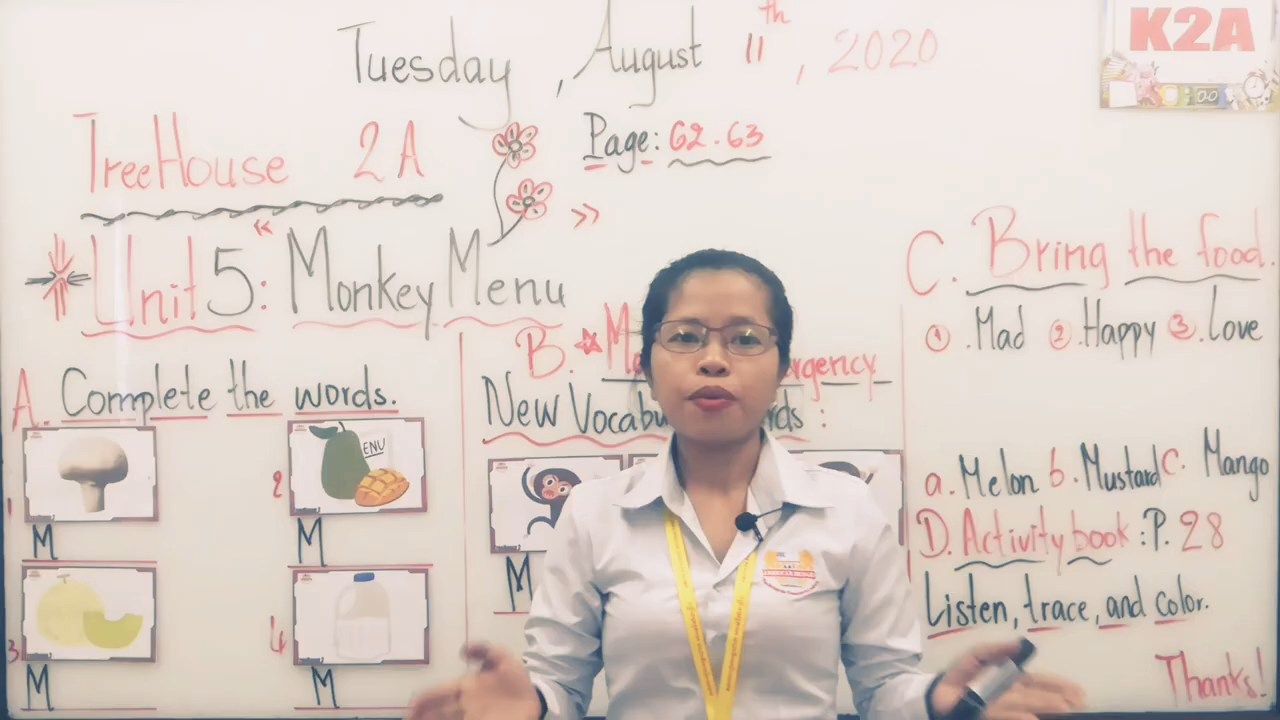 Tuesday, August 11th, 2020
K2A
TreeHouse 2A
Page: 62.63
Unit 5: "Monkey Menu"
A. Complete the words.
1
M
2
ENU
M
3
M
4
M
B.
New
:
M
C. Bring the food.
1. Mad 2. Happy 3. Love
a. Melon b. Mustard c. Mango
D. Activity book: P. 28
Listen, trace, and color.
Thanks!